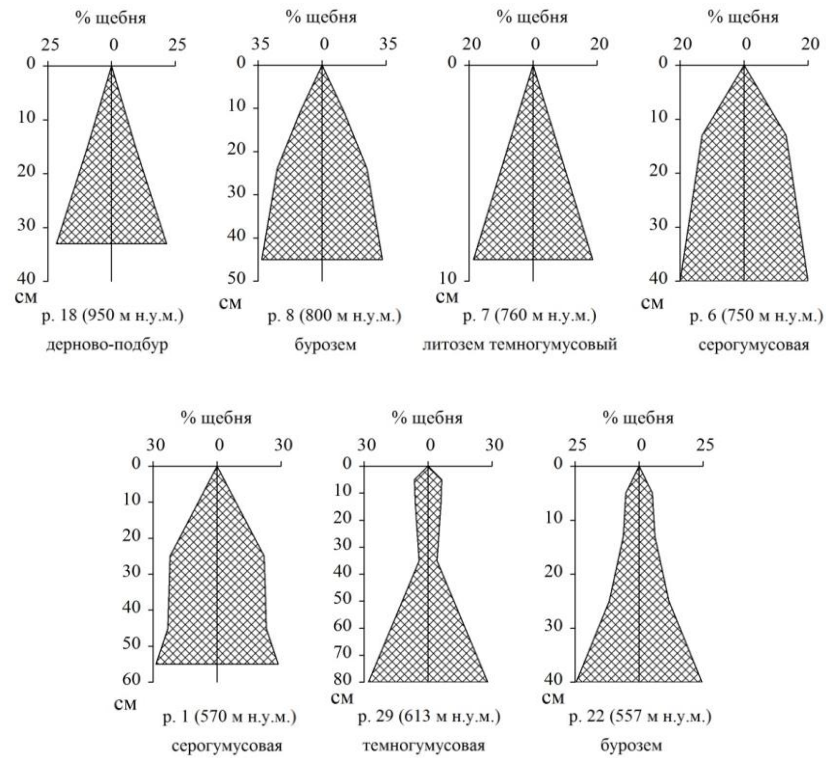 % щебня % щебня % щебня % щебня
25 0 25 35 0 35 20 0 20 20 0 20
0 0 0 0
10 10 10
20 20 20
30 30 30
40 40
40 50 10 40
см см см см
р. 18 (950 м н.у.м.) р. 8 (800 м н.у.м.) р. 7 (760 м н.у.м.) р. 6 (750 м н.у.м.)
дерново-подбур бурозем литозем темногумусовый серогумусовая
% щебня % щебня % щебня
30 0 30 30 0 30 25 0 25
0 0 0
10 10 10
20 20
30 30 20
40 40
50 50 30
60 60
70
80 40
см см см
р. 1 (570 м н.у.м.) р. 29 (613 м н.у.м.) р. 22 (557 м н.у.м.)
серогумусовая темногумусовая бурозем